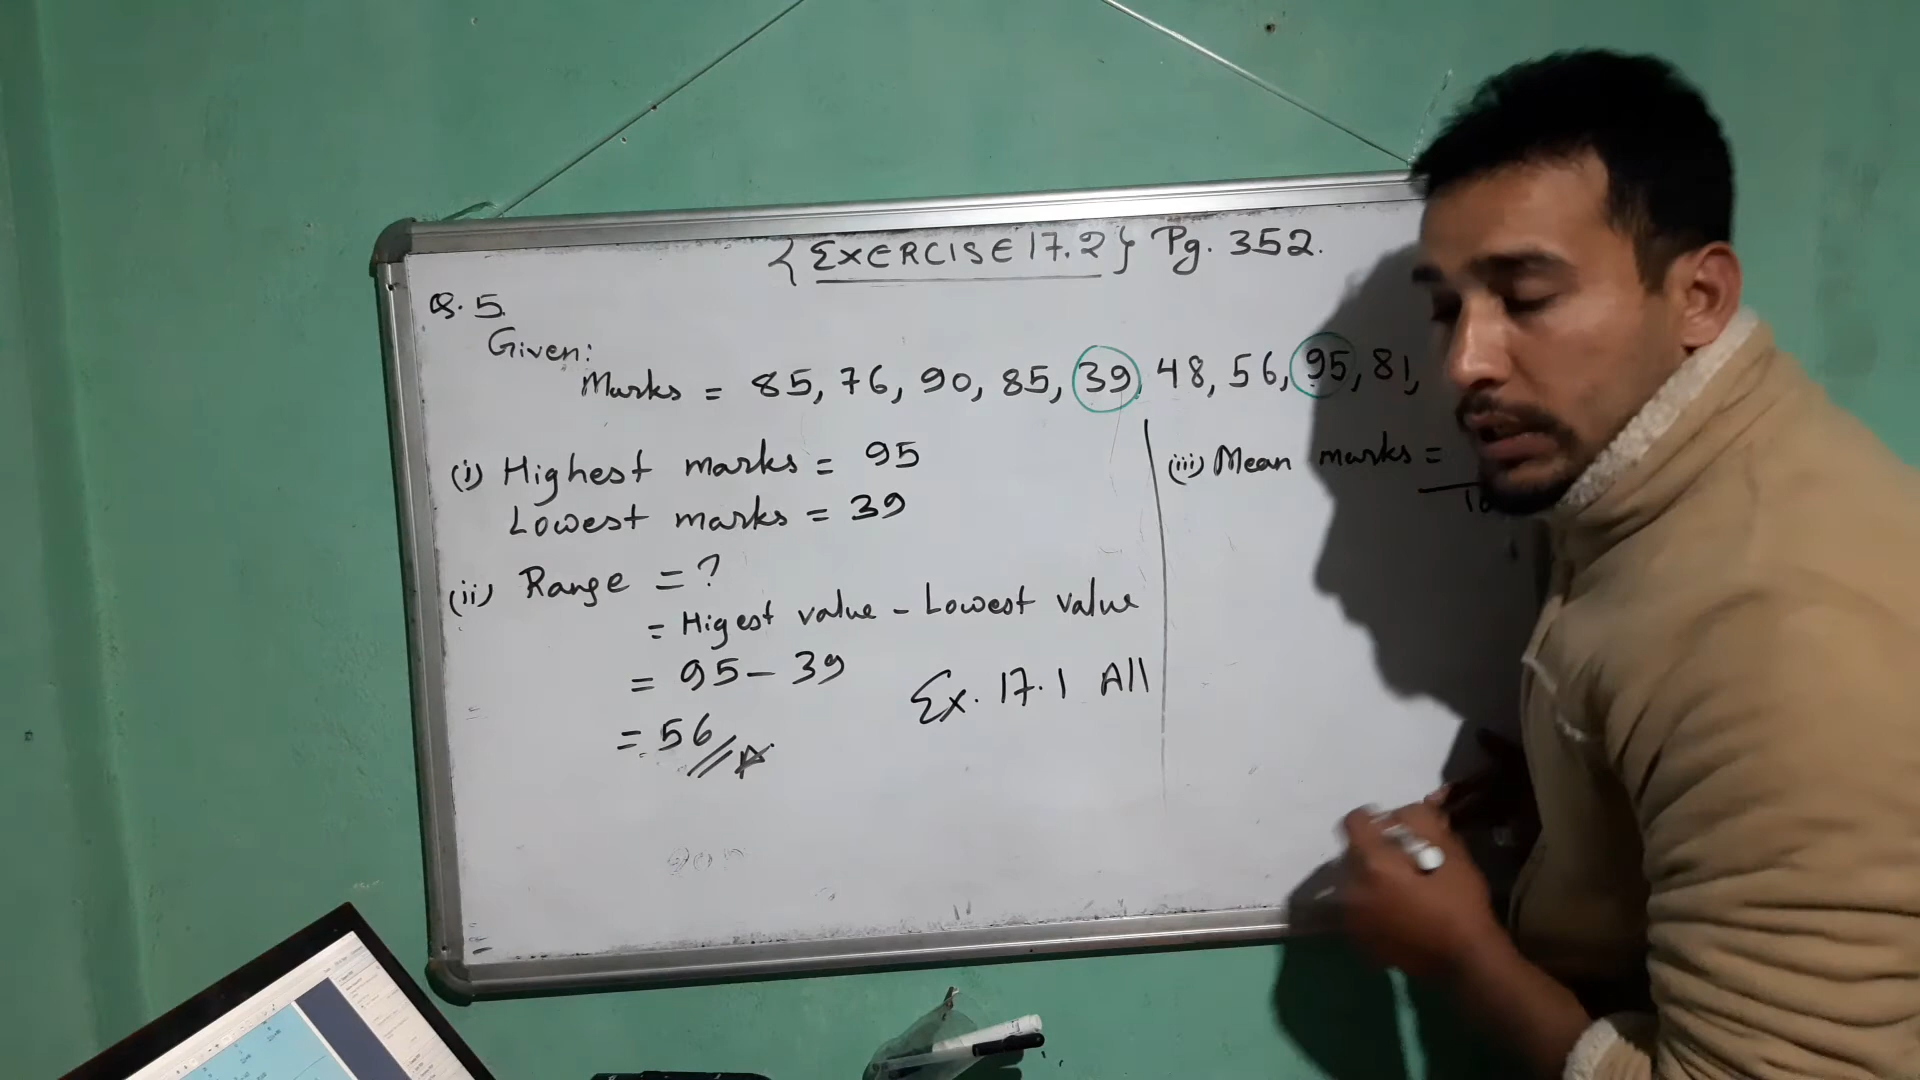 {EXERCISE 17.2} Pg. 352.
Q. 5.
Given:
Marks = 85, 76, 90, 85, 39, 48, 56, 95, 81,
(i) Highest marks = 95
Lowest marks = 39
(ii) Range = ?
= Higest value - Lowest value
= 95 - 39
= 56
Ex. 17.1 All
(iii) Mean marks =